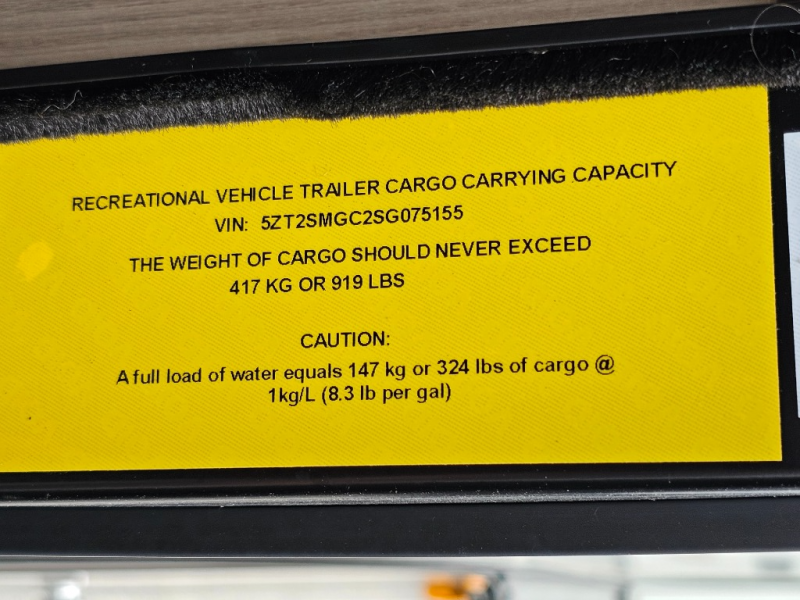 RECREATIONAL VEHICLE TRAILER CARGO CARRYING CAPACITY
VIN: 5ZT2SMGC2SG075155
THE WEIGHT OF CARGO SHOULD NEVER EXCEED
417 KG OR 919 LBS
CAUTION:
A full load of water equals 147 kg or 324 lbs of cargo @
1kg/L (8.3 lb per gal)